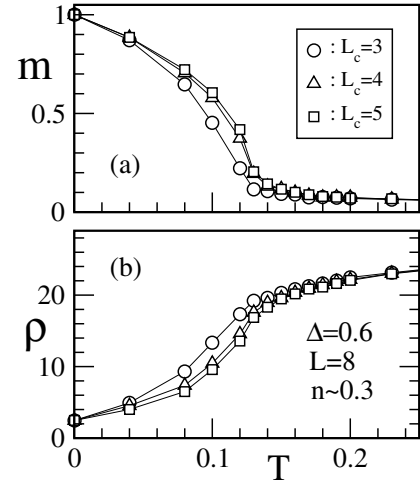 1
m
0.5
0
(a)
○ : L_c=3
△ : L_c=4
□ : L_c=5
(b)
ρ
20
10
0
Δ=0.6
L=8
n~0.3
0 0.1 0.2
T